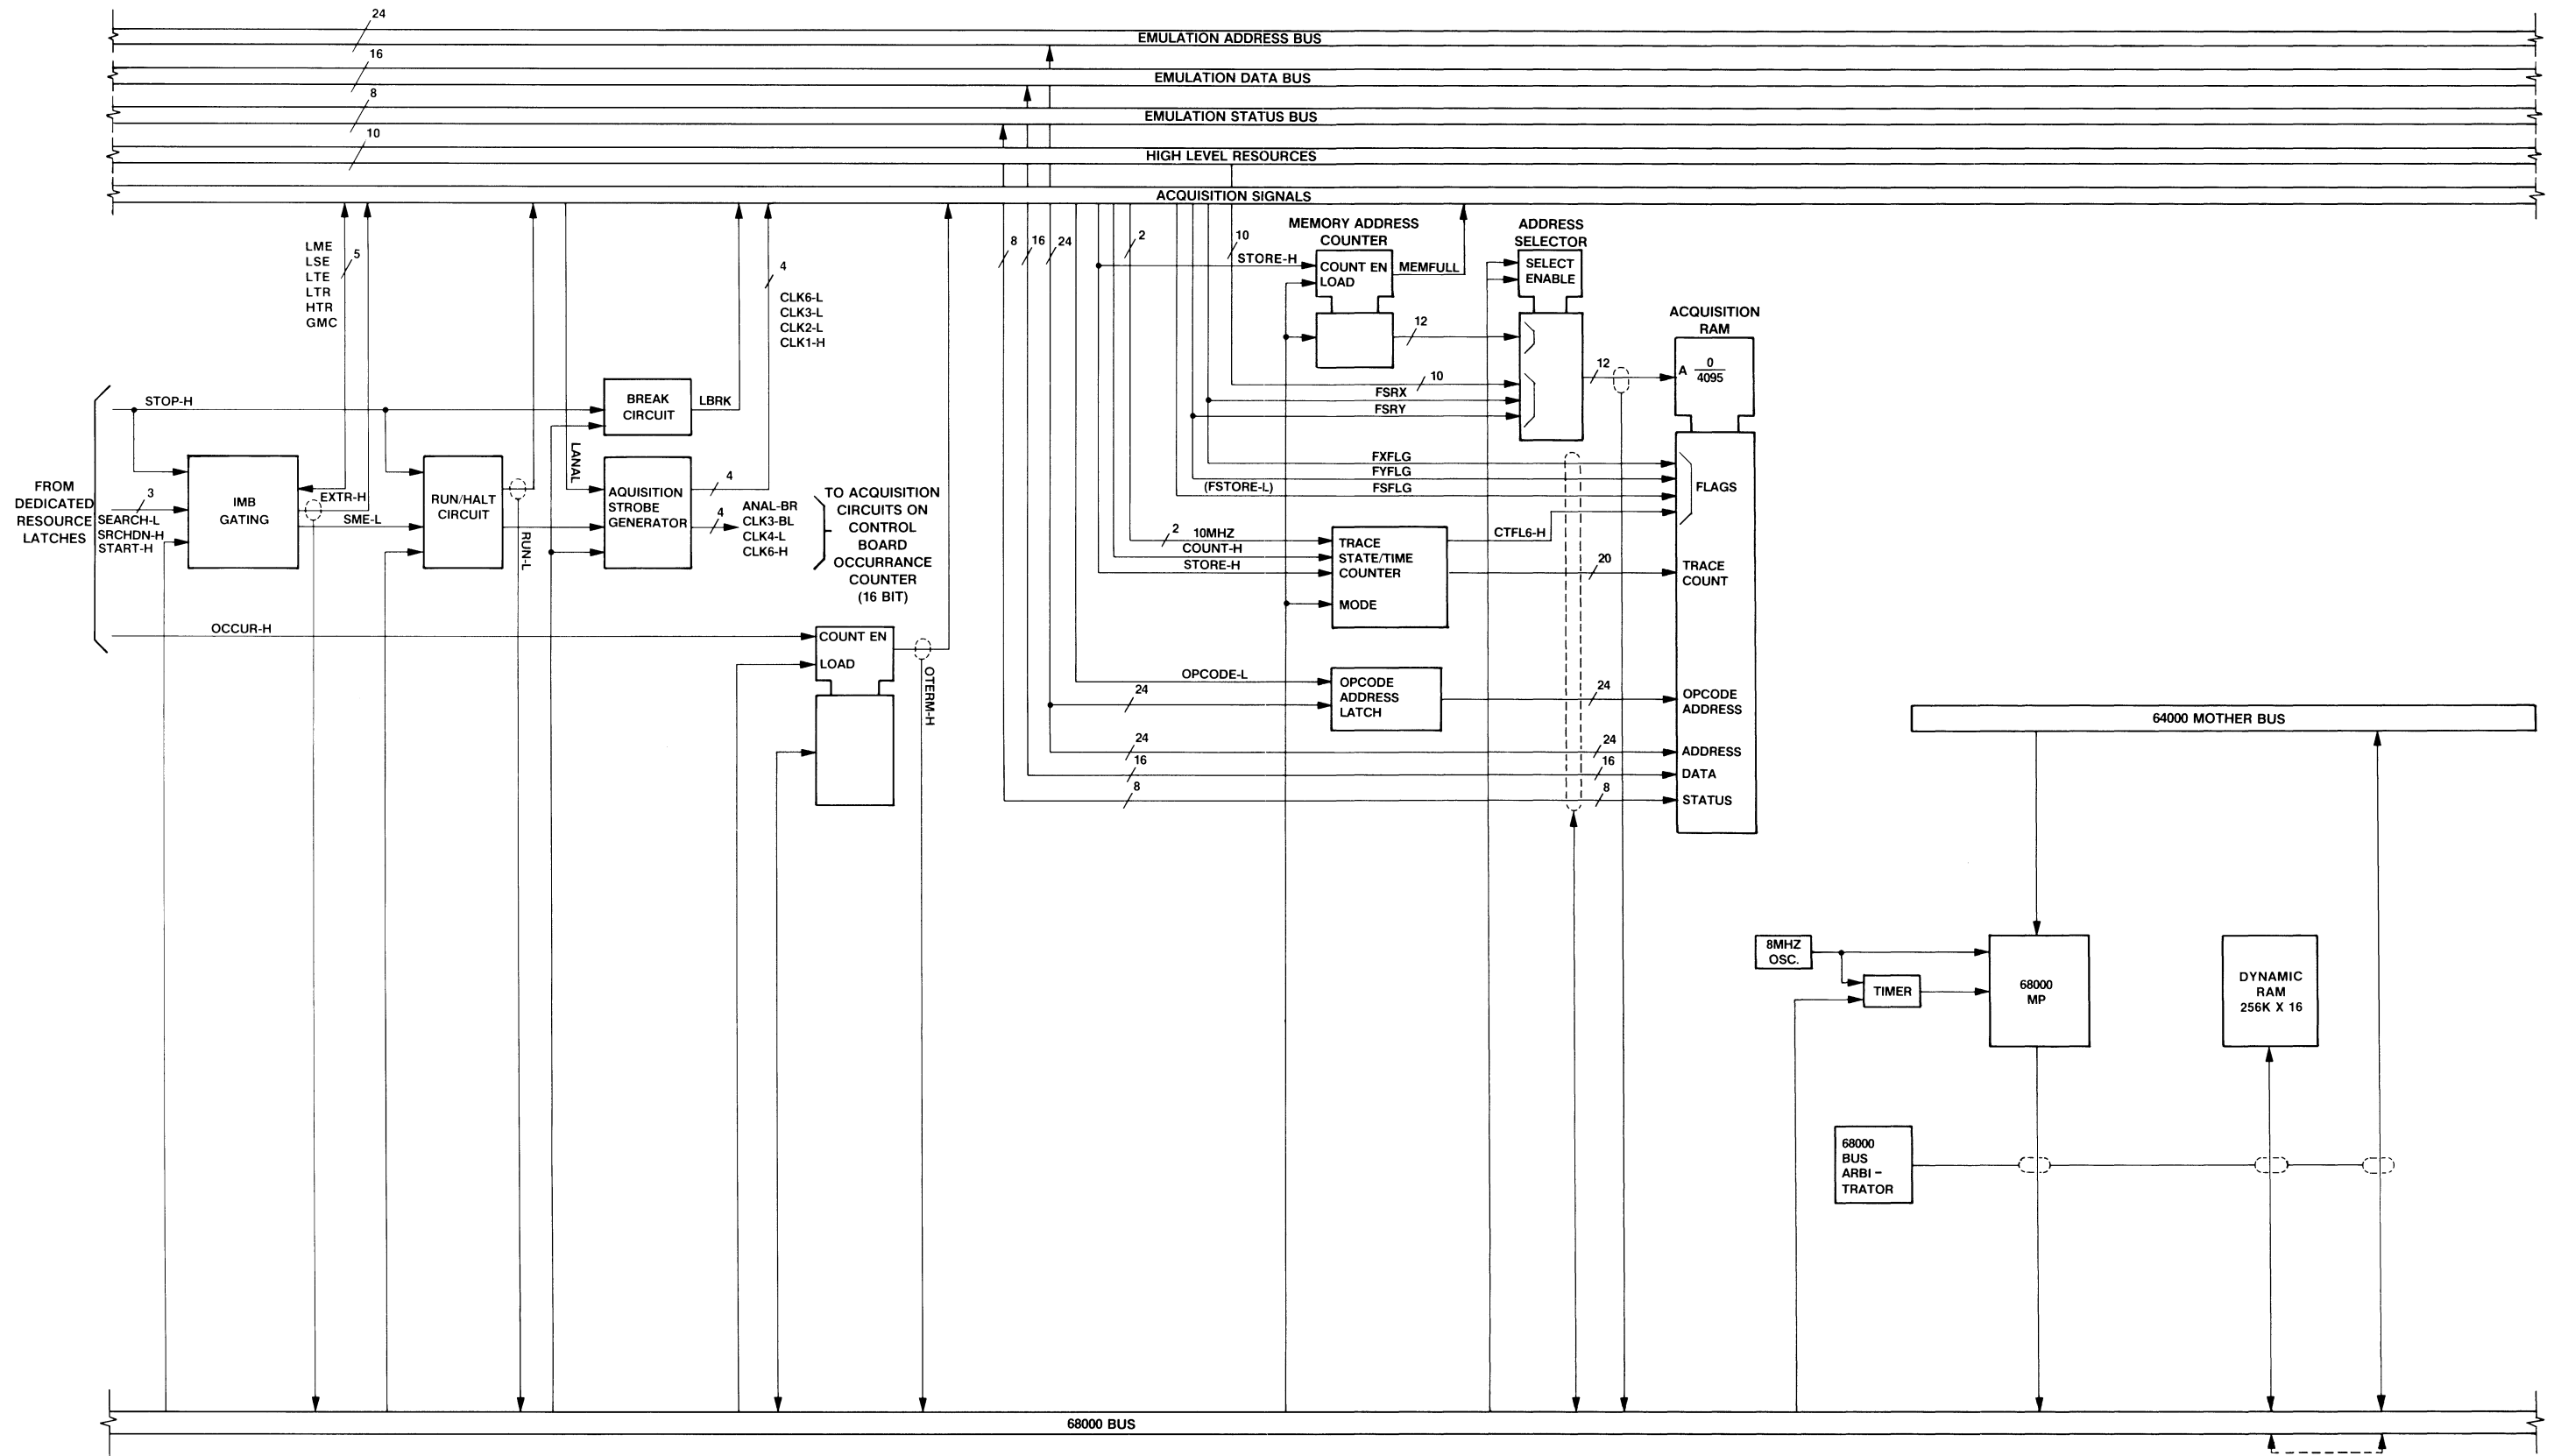 24
EMULATION ADDRESS BUS
16
EMULATION DATA BUS
8
EMULATION STATUS BUS
10
HIGH LEVEL RESOURCES
ACQUISITION SIGNALS
LME
LSE
LTE
LTR
HTR
GMC
5
4
CLK6-L
CLK3-L
CLK2-L
CLK1-H
8
16
24
2
10
STORE-H
MEMORY ADDRESS
COUNTER
COUNT EN
LOAD
MEMFULL
12
ADDRESS
SELECTOR
SELECT
ENABLE
12
ACQUISITION
RAM
A
0
4095
10
FSRX
FSRY
FXFLG
FYFLG
(FSTORE-L)
FSFLG
FLAGS
STOP-H
BREAK
CIRCUIT
LBRK
LANAL
FROM
DEDICATED
RESOURCE
LATCHES
3
SEARCH-L
SRCHDN-H
START-H
IMB
GATING
EXTR-H
SME-L
RUN/HALT
CIRCUIT
RUN-L
AQUISITION
STROBE
GENERATOR
4
4
ANAL-BR
CLK3-BL
CLK4-L
CLK6-H
TO ACQUISITION
CIRCUITS ON
CONTROL
BOARD
OCCURRANCE
COUNTER
(16 BIT)
OCCUR-H
COUNT EN
LOAD
OTERM-H
2
10MHZ
COUNT-H
STORE-H
TRACE
STATE/TIME
COUNTER
MODE
CTFL6-H
20
TRACE
COUNT
OPCODE-L
24
OPCODE
ADDRESS
LATCH
24
OPCODE
ADDRESS
24
24
ADDRESS
16
16
DATA
8
8
STATUS
64000 MOTHER BUS
8MHZ
OSC.
TIMER
68000
MP
DYNAMIC
RAM
256K X 16
68000
BUS
ARBI-
TRATOR
68000 BUS